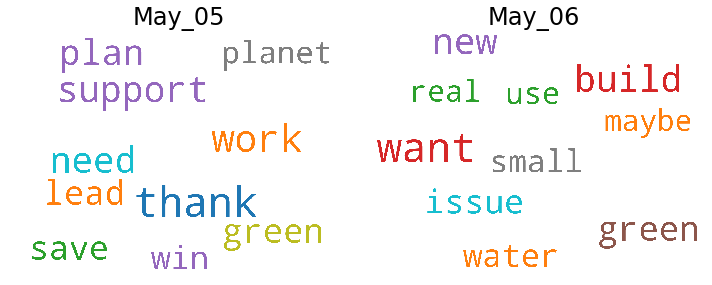 May_05
plan
planet
support
work
need
lead
thank
green
save
win
May_06
new
build
real
use
maybe
want
small
issue
green
water